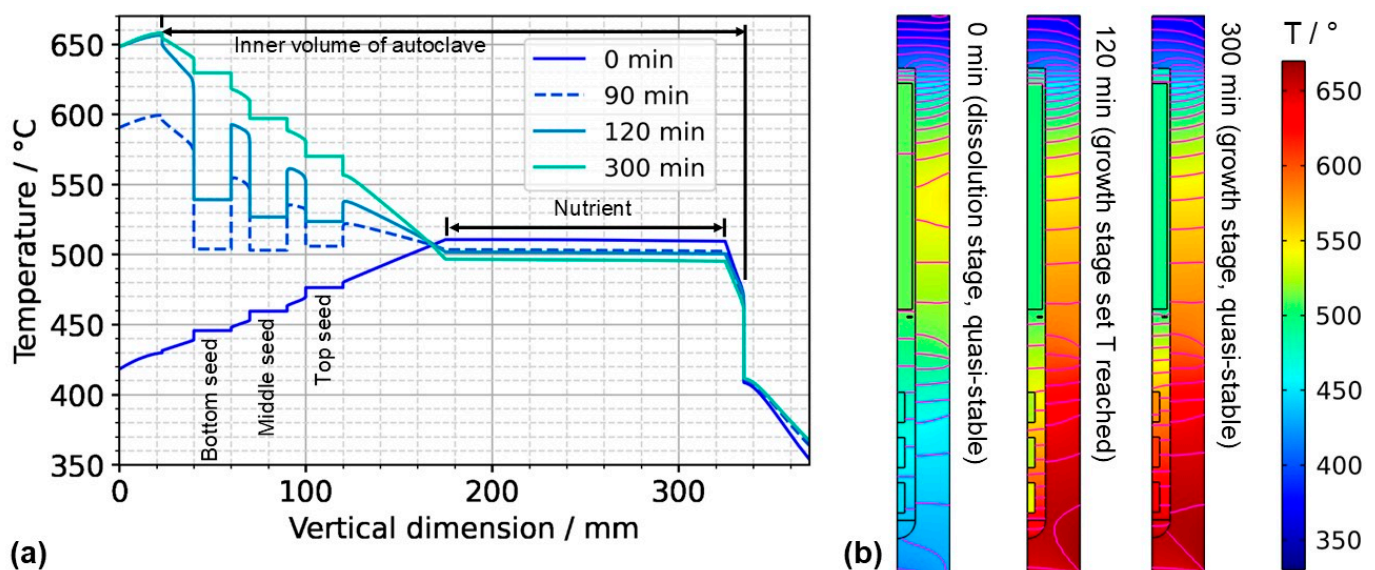 650
600
550
500
450
400
350
Temperature / °C
Inner volume of autoclave
0 min
90 min
120 min
300 min
Nutrient
Bottom seed
Middle seed
Top seed
0
100
200
300
Vertical dimension / mm
(a)
0 min (dissolution stage, quasi-stable)
120 min (growth stage set T reached)
300 min (growth stage, quasi-stable)
T / °
650
600
550
500
450
400
350
(b)